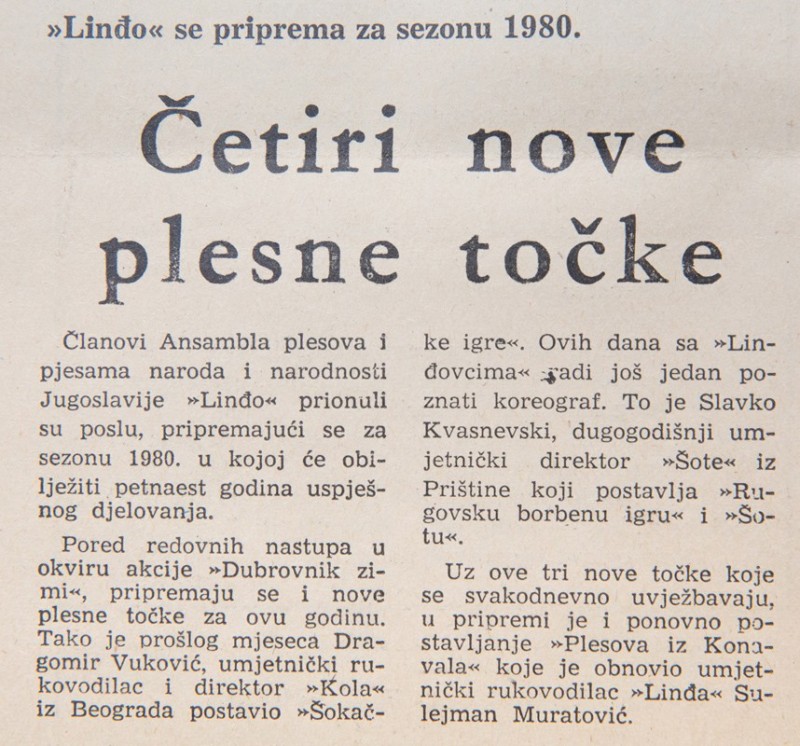 »Linđo« se priprema za sezonu 1980.
Četiri nove
plesne točke
Članovi Ansambla plesova i
pjesama naroda i narodnosti
Jugoslavije »Linđo« prionuli
su poslu, pripremajući se za
sezonu 1980. u kojoj će obi-
lježiti petnaest godina uspješ-
nog djelovanja.
Pored redovnih nastupa u
okviru akcije »Dubrovnik zi-
mi«, pripremaju se i nove
plesne točke za ovu godinu.
Tako je prošlog mjeseca Dra-
gomir Vuković, umjetnički ru-
kovodilac i direktor »Kola«
iz Beograda postavio »Šokač-
ke igre«. Ovih dana sa »Lin-
đovcima« radi još jedan po-
znati koreograf. To je Slavko
Kvasnevski, dugogodišnji um-
jetnički direktor »Šote« iz
Prištine koji postavlja »Ru-
govsku borbenu igru« i »Šo-
tu«.
Uz ove tri nove točke koje
se svakodnevno uvježbavaju,
u pripremi je i ponovno po-
stavljanje »Plesova iz Kona-
vala« koje je obnovio umjet-
nički rukovodilac »Linđa« Su-
lejman Muratović.